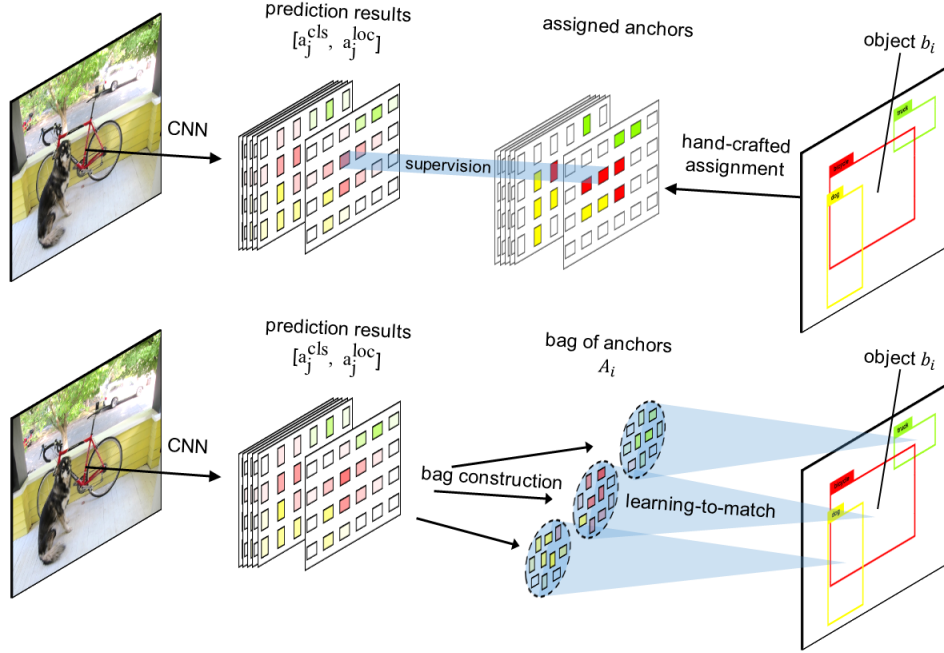 prediction results
[a_j^cls, a_j^loc]
assigned anchors
object b_i
CNN
supervision
hand-crafted
assignment
truck
bicycle
dog
prediction results
[a_j^cls, a_j^loc]
bag of anchors
A_i
object b_i
CNN
bag construction
learning-to-match
truck
bicycle
dog